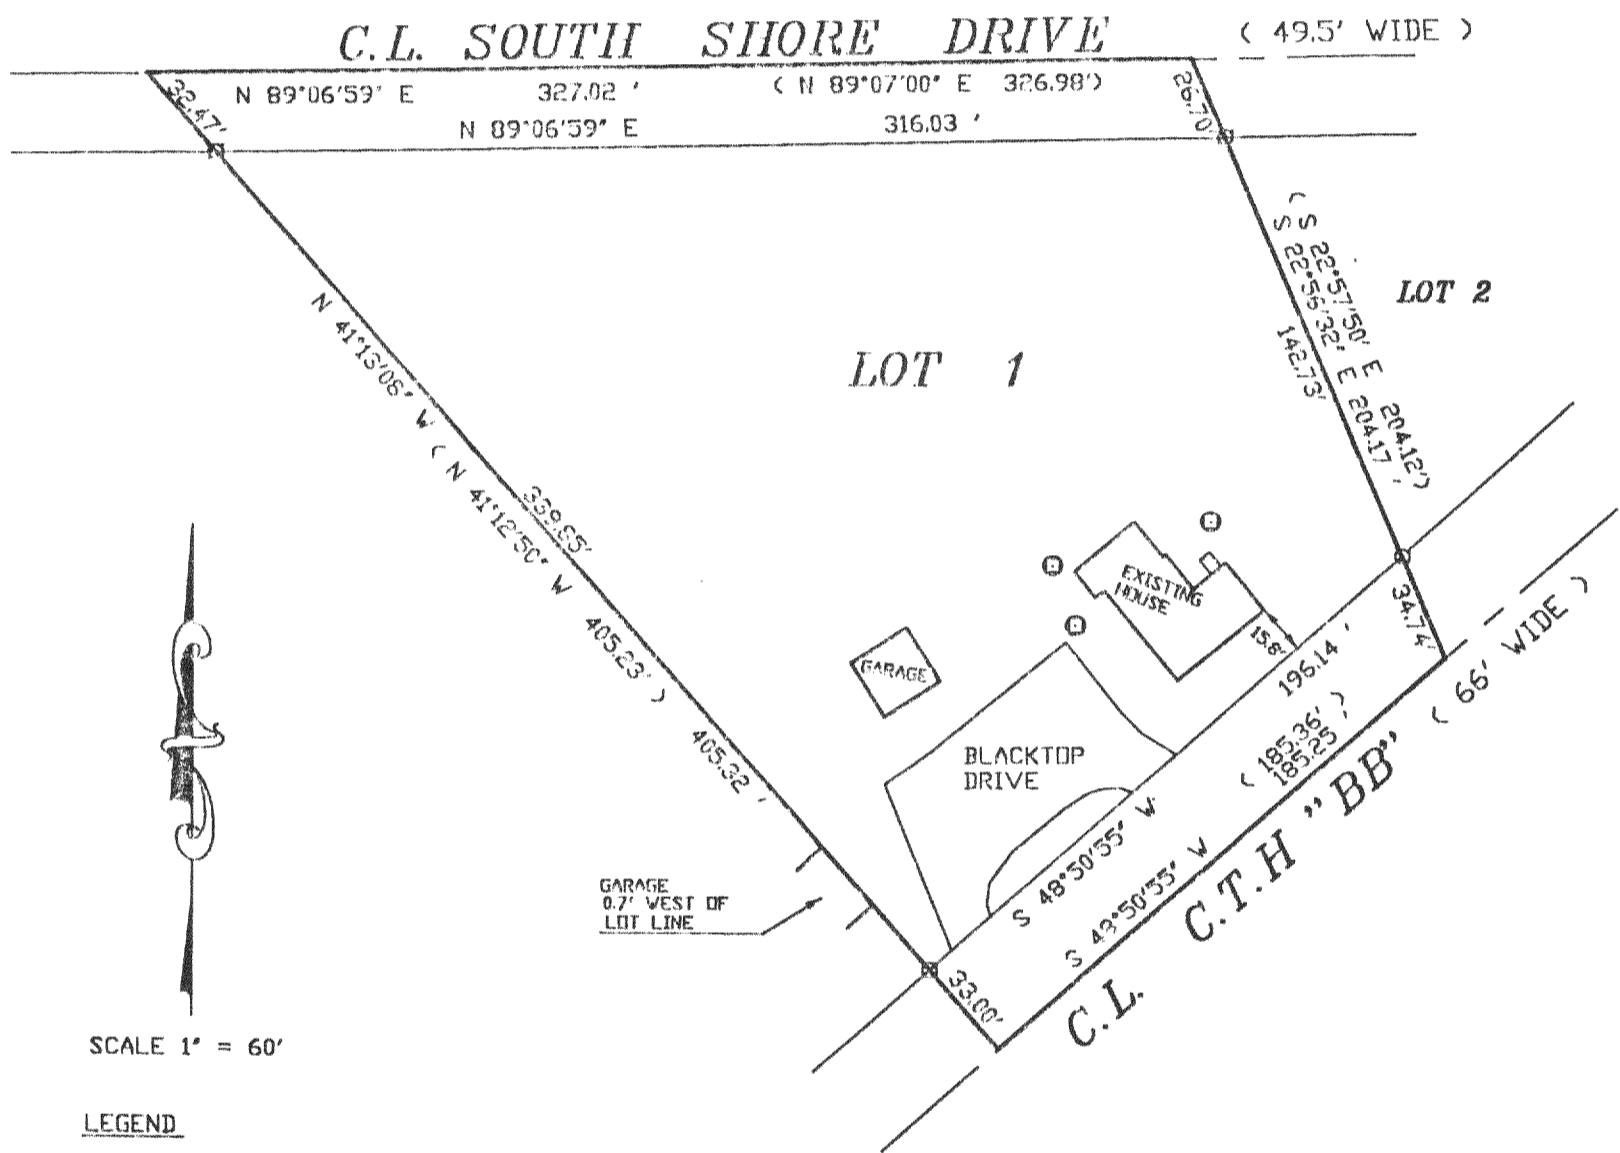 C.L. SOUTH SHORE DRIVE ( 49.5' WIDE )
N 89°06'59" E 327.02 ' ( N 89°07'00" E 326.98')
N 89°06'59" E 316.03 '
32.47'
26.70'
( S 22°57'50" E 204.12')
S 22°56'32" E 204.17 '
142.73'
LOT 2
LOT 1
N 41°13'08" W ( N 41°12'50" W 405.23' ) 405.32 '
EXISTING
HOUSE
15.8'
34.74'
GARAGE
196.14 '
( 66' WIDE )
BLACKTOP
DRIVE
( 185.36' )
185.25 '
S 48°50'55" W
S 48°50'55" W
C.L. C.T.H "BB"
GARAGE
0.7' WEST OF
LOT LINE
33.00'
SCALE 1" = 60'
LEGEND